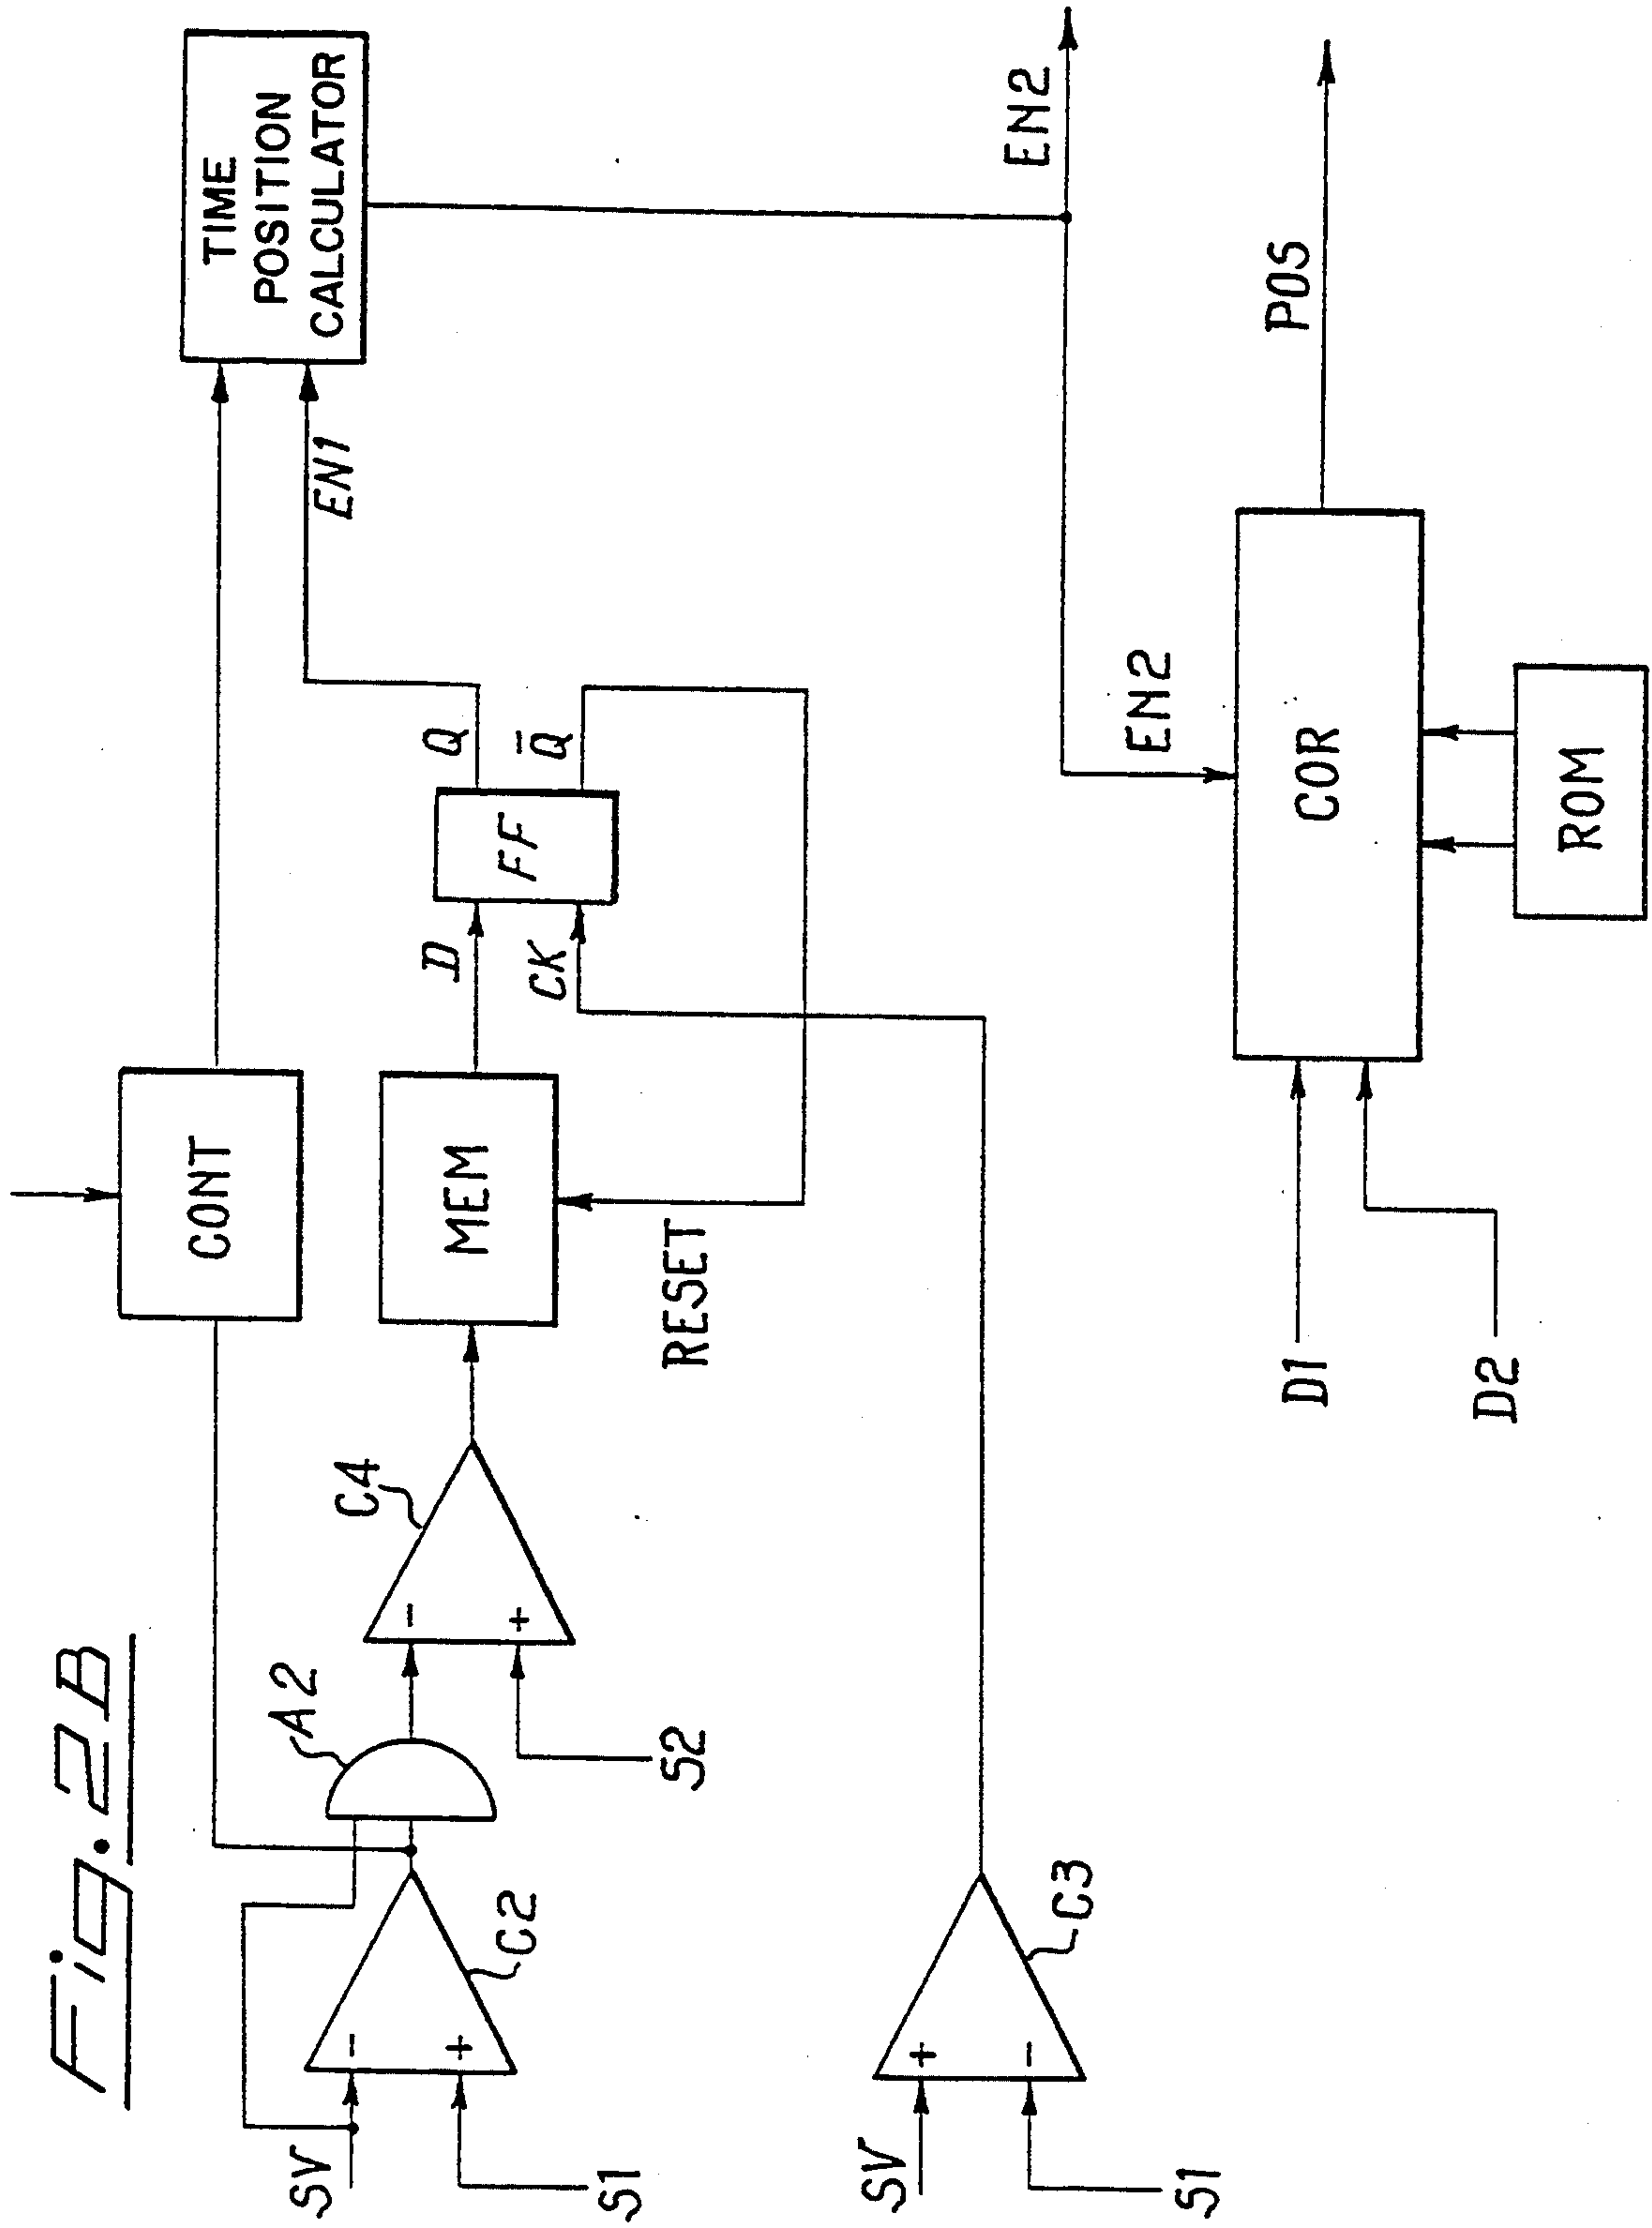 Fig. 2B
SV
-
+
S1
C2
A2
-
+
S2
C4
CONT
MEM
RESET
D
CK
FF
Q
Q̅
EN1
TIME
POSITION
CALCULATOR
SV
+
-
S1
C3
EN2
EN2
D1
D2
COR
ROM
POS